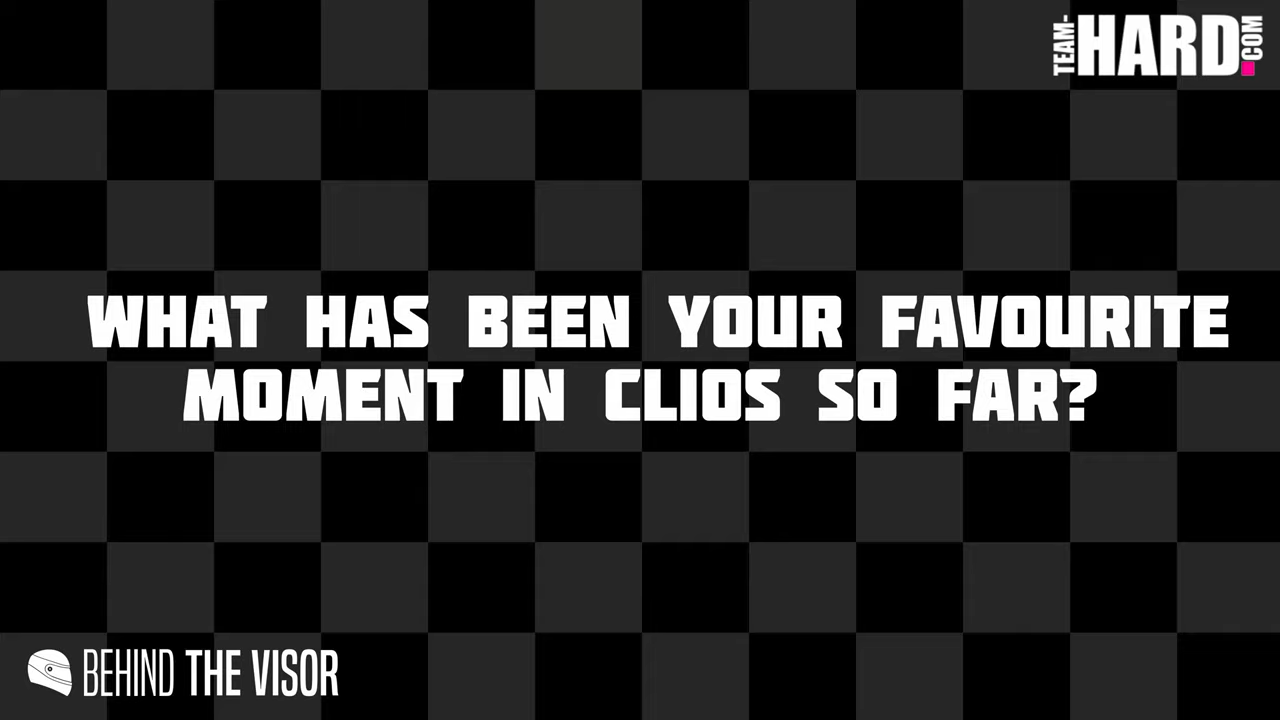 TEAM-HARD.COM
WHAT HAS BEEN YOUR FAVOURITE
MOMENT IN CLIOS SO FAR?
BEHIND THE VISOR